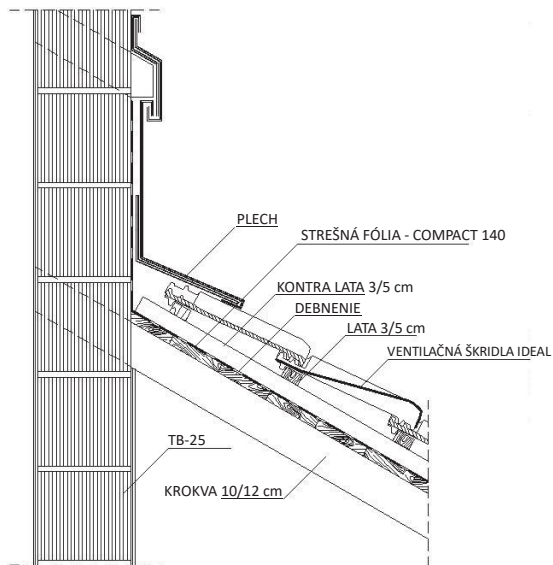 PLECH
STREŠNÁ FÓLIA - COMPACT 140
KONTRA LATA 3/5 cm
DEBNENIE
LATA 3/5 cm
VENTILAČNÁ ŠKRIDLA IDEAL
TB-25
KROKVA 10/12 cm